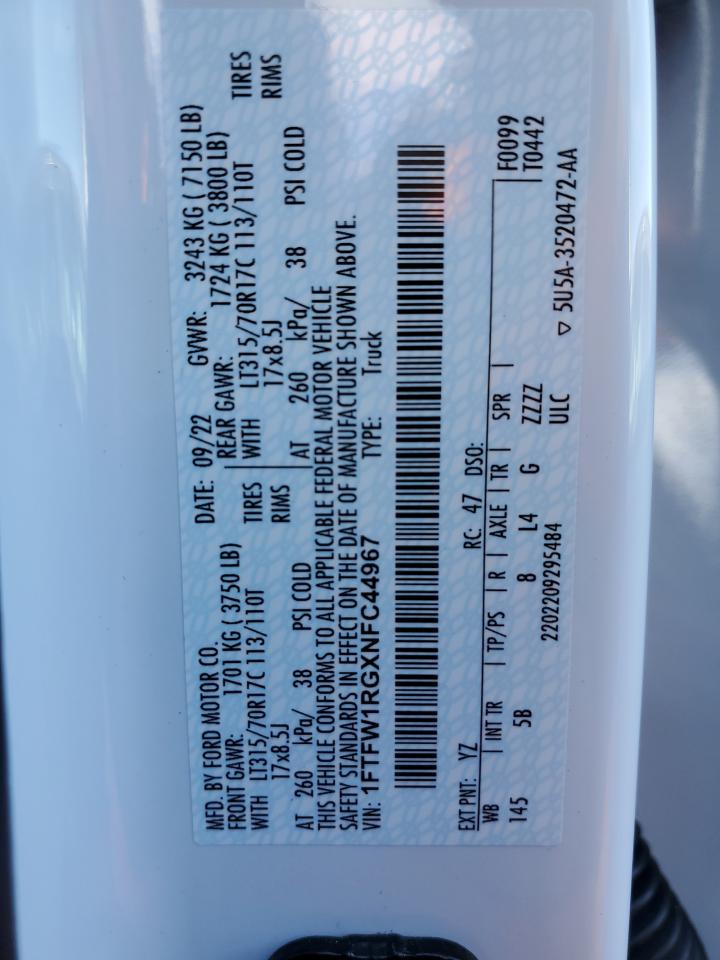 MFD. BY FORD MOTOR CO. DATE: 09/22 GVWR: 3243 KG ( 7150 LB)
FRONT GAWR: 1701 KG ( 3750 LB) REAR GAWR: 1724 KG ( 3800 LB)
WITH LT315/70R17C 113/110T TIRES WITH LT315/70R17C 113/110T TIRES
17x8.5J RIMS 17x8.5J RIMS
AT 260 kPa/ 38 PSI COLD AT 260 kPa/ 38 PSI COLD
THIS VEHICLE CONFORMS TO ALL APPLICABLE FEDERAL MOTOR VEHICLE
SAFETY STANDARDS IN EFFECT ON THE DATE OF MANUFACTURE SHOWN ABOVE.
VIN: 1FTFW1RGXNFC44967 TYPE: Truck
EXT PNT: YZ RC: 47 DSO: F0099
WB | INT TR | TP/PS | R | AXLE | TR | SPR | T0442
145 5B 8 L4 G ZZZZ
2202209295484 ULC ▽ 5U5A-3520472-AA